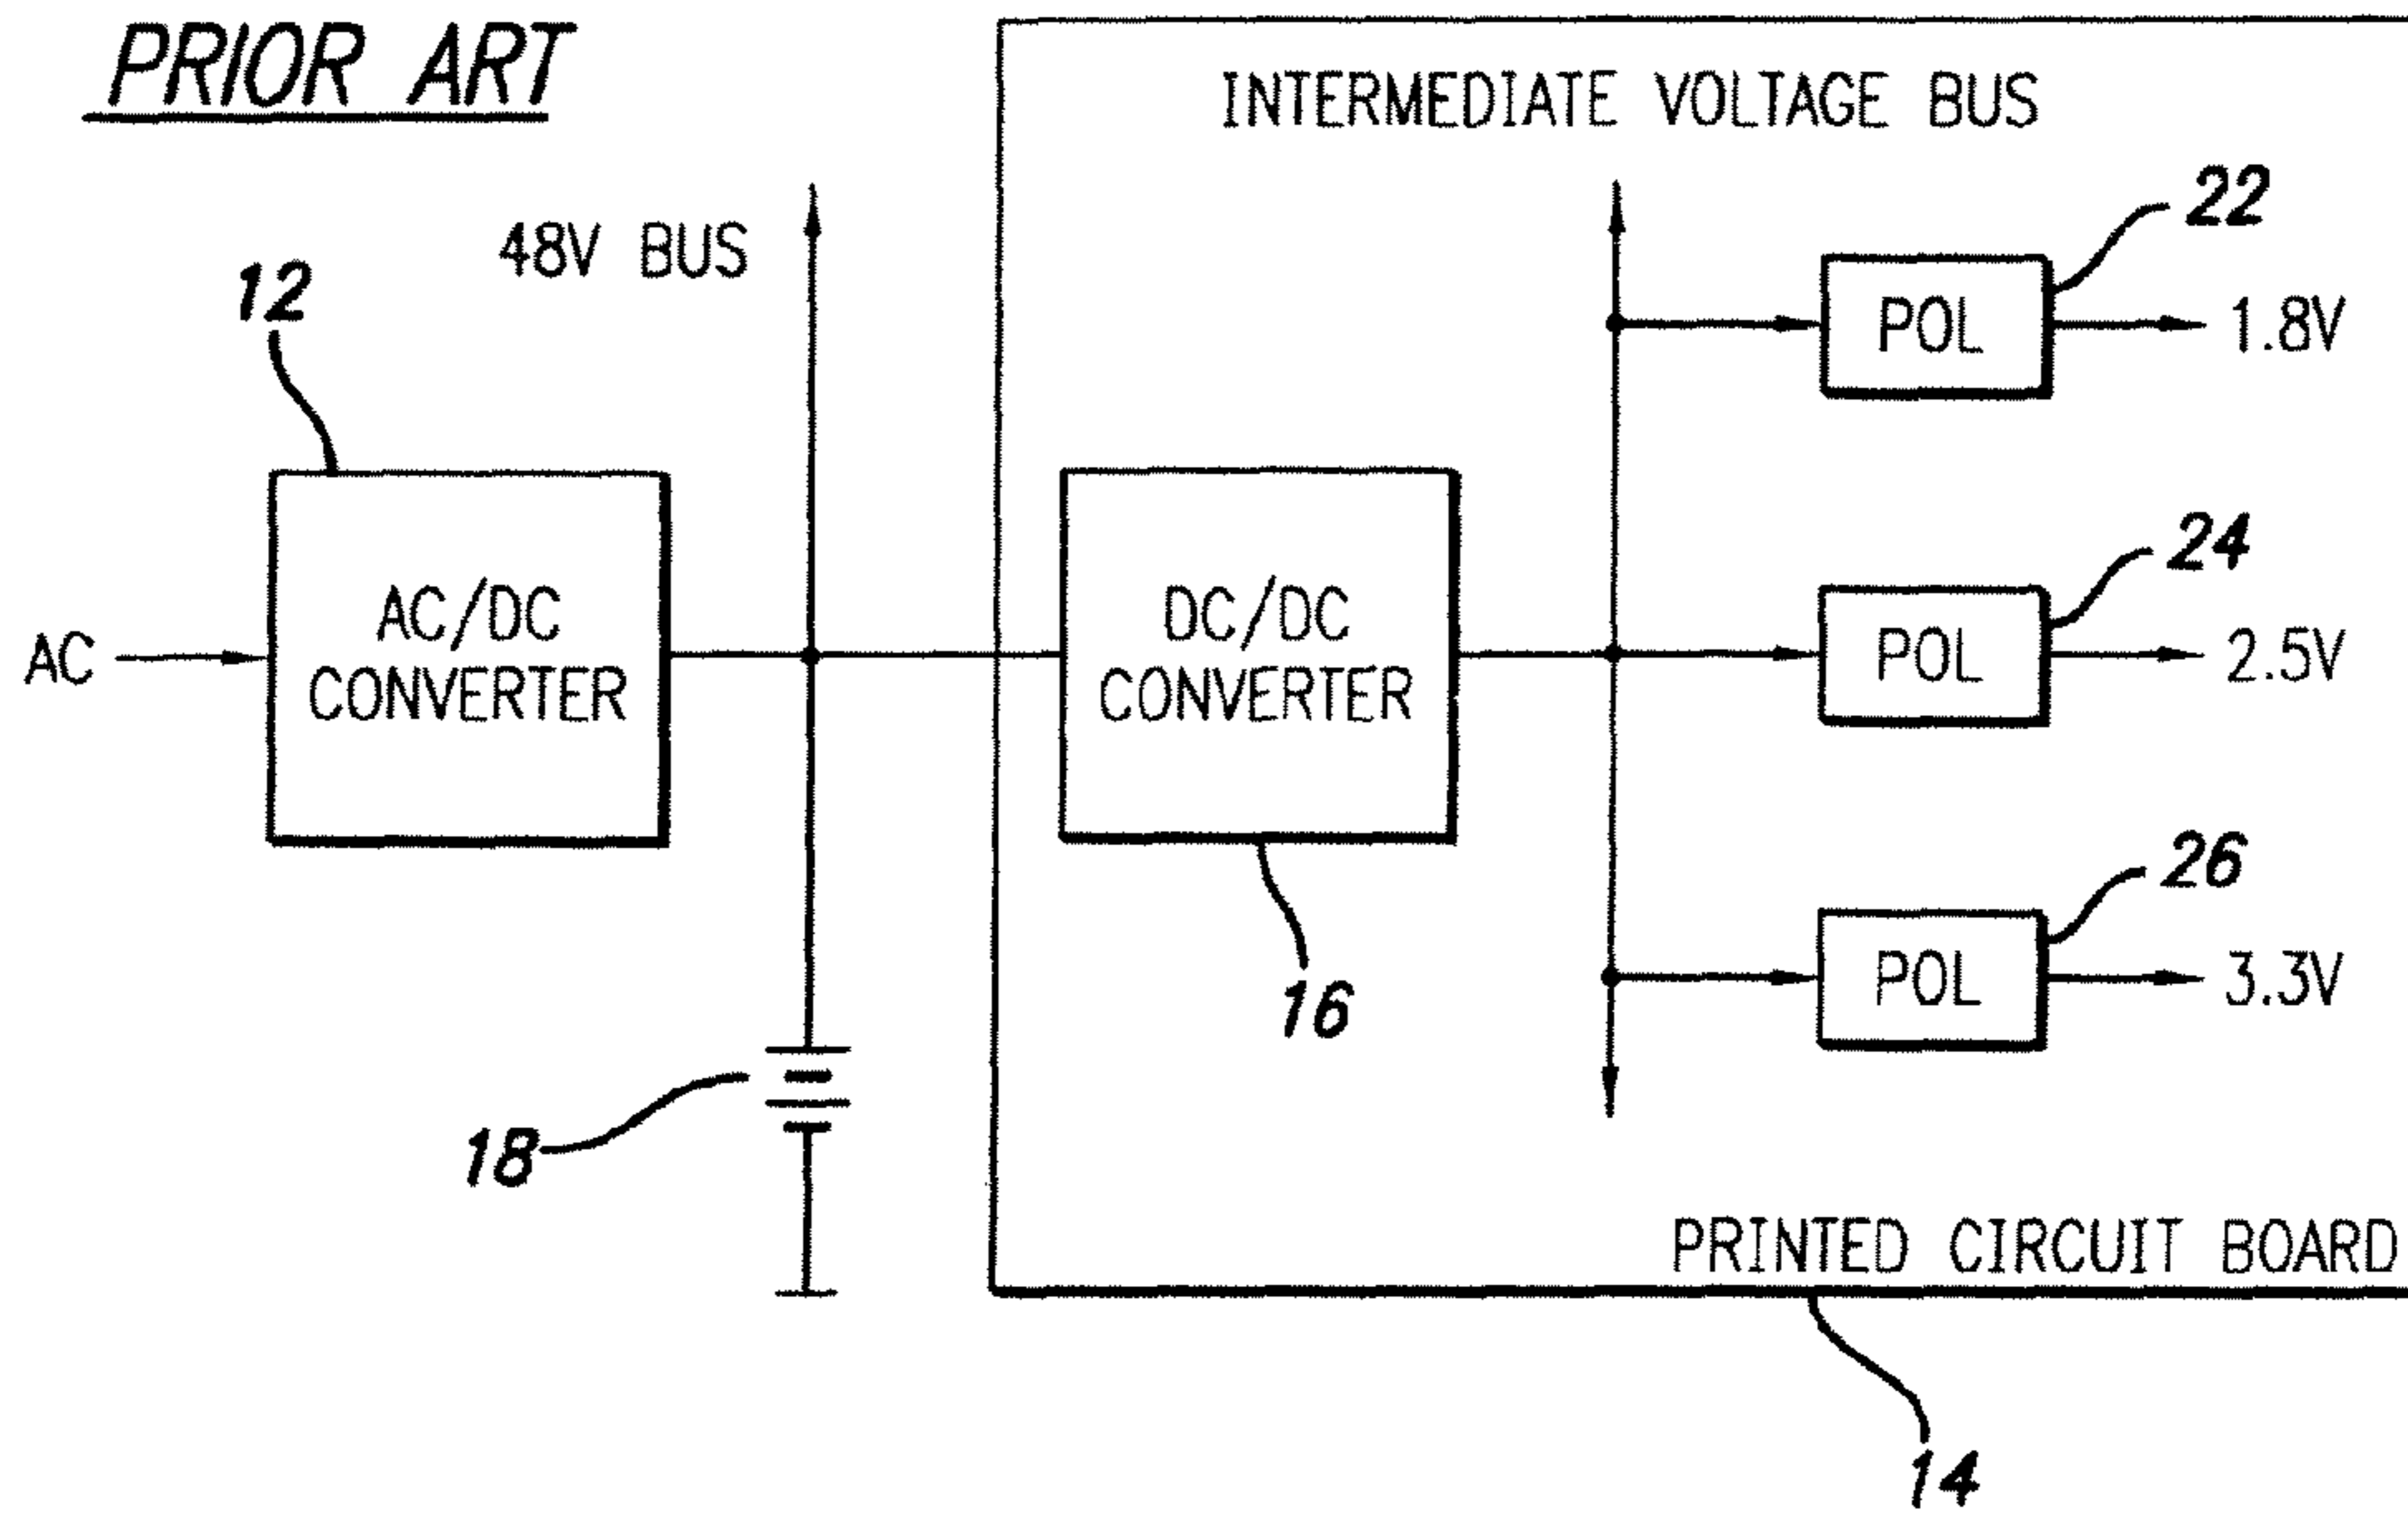 PRIOR ART
INTERMEDIATE VOLTAGE BUS
22
48V BUS
12
POL
1.8V
24
AC
AC/DC
CONVERTER
DC/DC
CONVERTER
POL
2.5V
26
POL
3.3V
16
18
PRINTED CIRCUIT BOARD
14